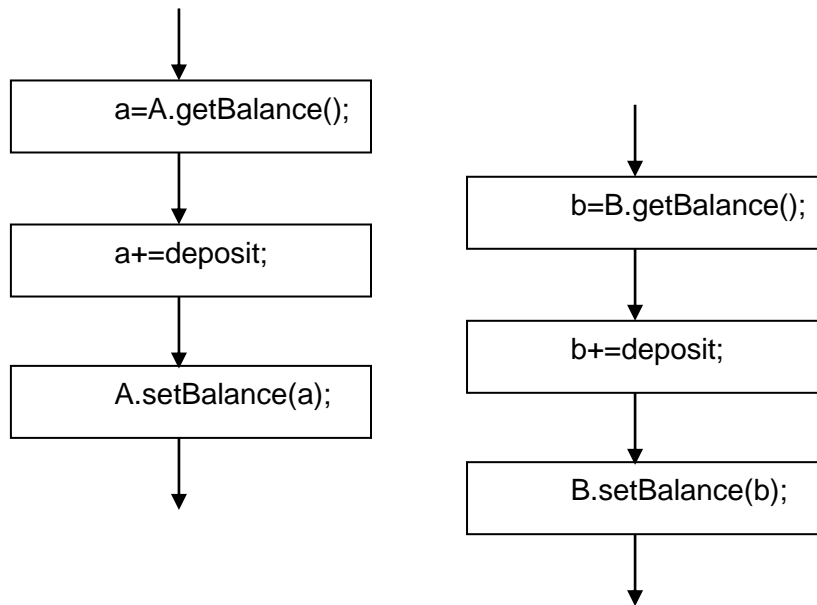 a=A.getBalance();
a+=deposit;
A.setBalance(a);
b=B.getBalance();
b+=deposit;
B.setBalance(b);